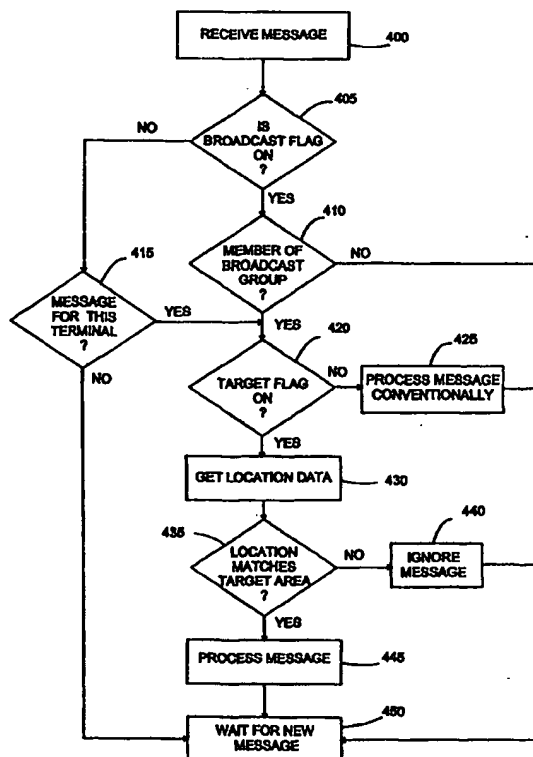 RECEIVE MESSAGE
400
405
NO
IS
BROADCAST FLAG
ON
?
YES
410
415
MEMBER OF
BROADCAST
GROUP
?
NO
MESSAGE
FOR THIS
TERMINAL
?
YES
YES
420
425
NO
TARGET FLAG
ON
?
NO
PROCESS MESSAGE
CONVENTIONALLY
YES
GET LOCATION DATA
430
435
440
LOCATION
MATCHES
TARGET AREA
?
NO
IGNORE
MESSAGE
YES
PROCESS MESSAGE
445
450
WAIT FOR NEW
MESSAGE